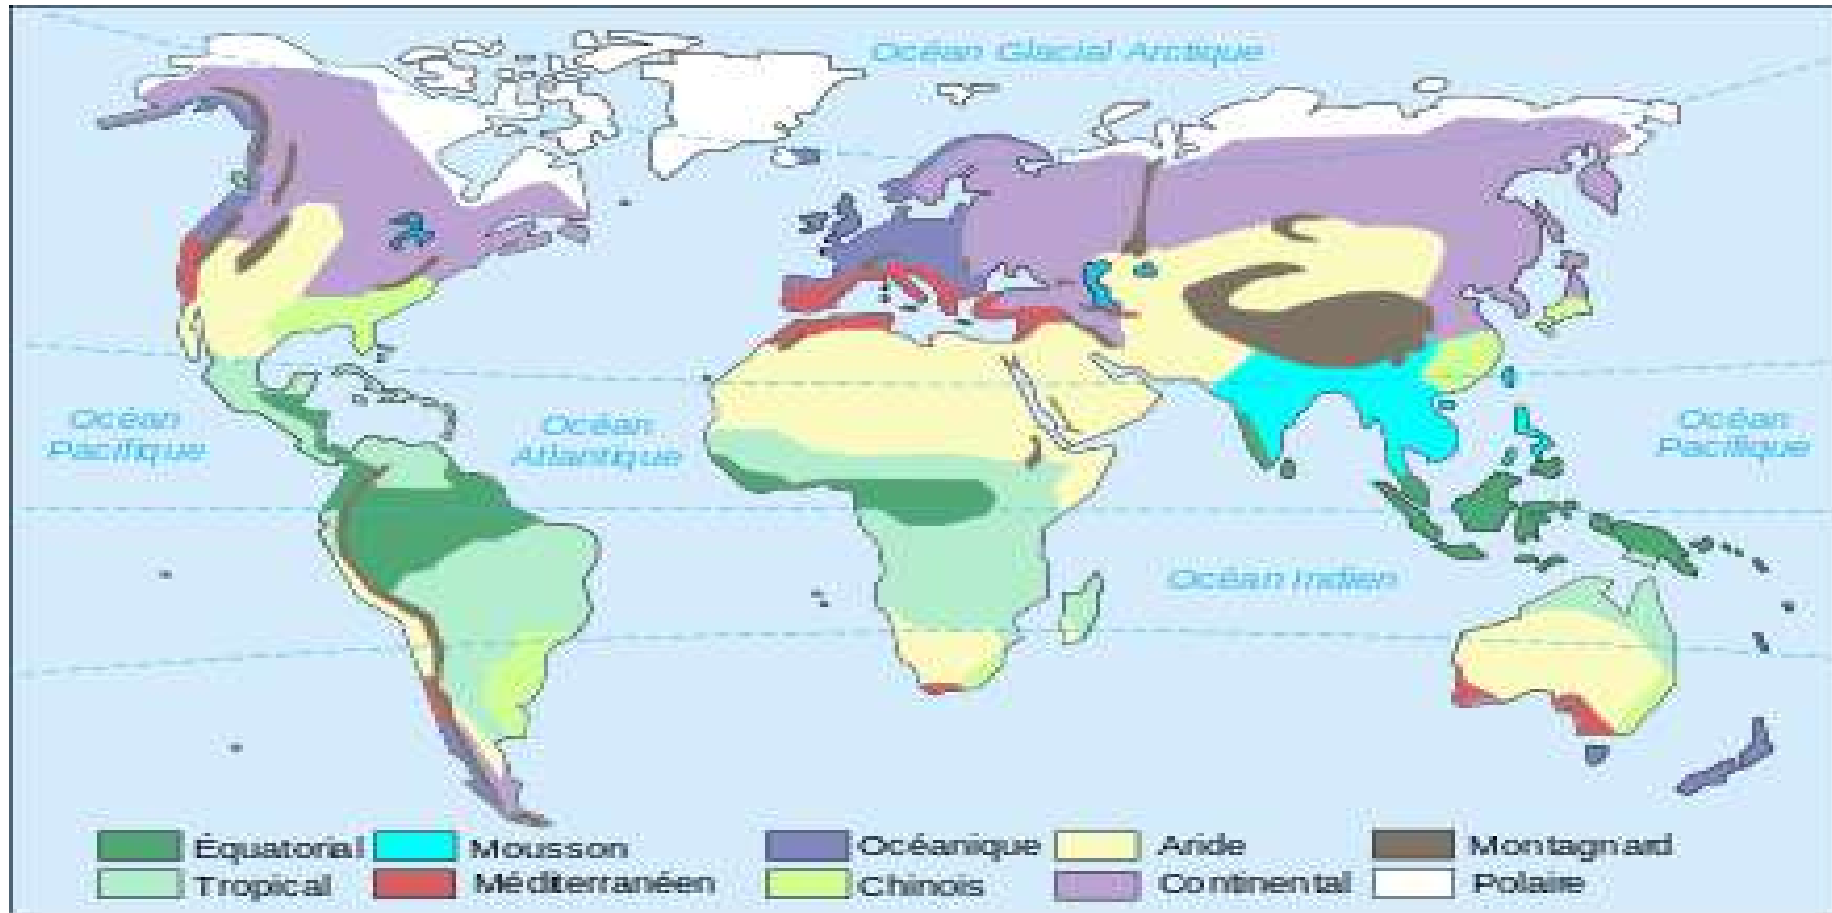 Océan Glacial Arctique
Océan
Pacifique
Océan
Atlantique
Océan
Pacifique
Océan Indien
Équatorial
Mousson
Océanique
Aride
Montagnard
Tropical
Méditerranéen
Chinois
Continental
Polaire